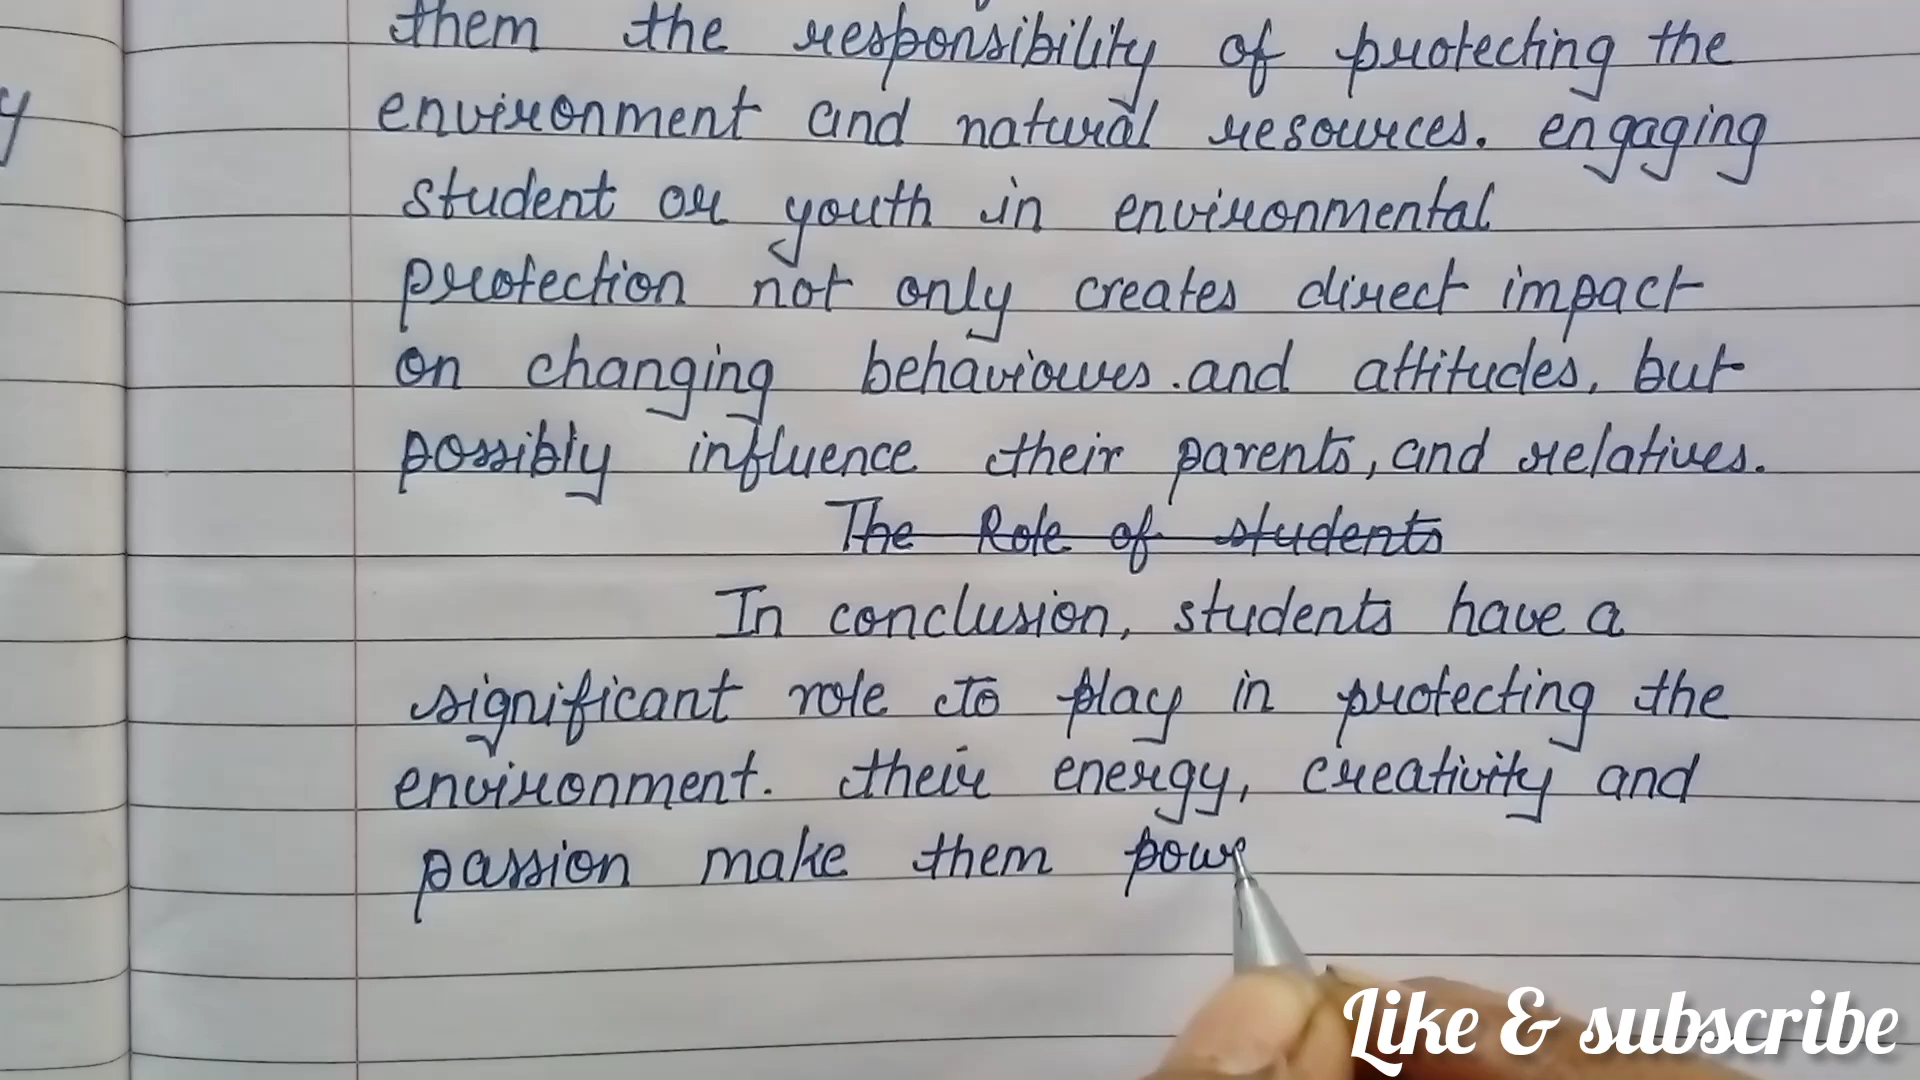 y
them the responsibility of protecting the
environment and natural resources. engaging
student or youth in environmental
protection not only creates direct impact
on changing behaviours.and attitudes, but
possibly influence their parents, and relatives.
The Role of students
In conclusion, students have a
significant role to play in protecting the
environment. their energy, creativity and
passion make them powe
Like & subscribe